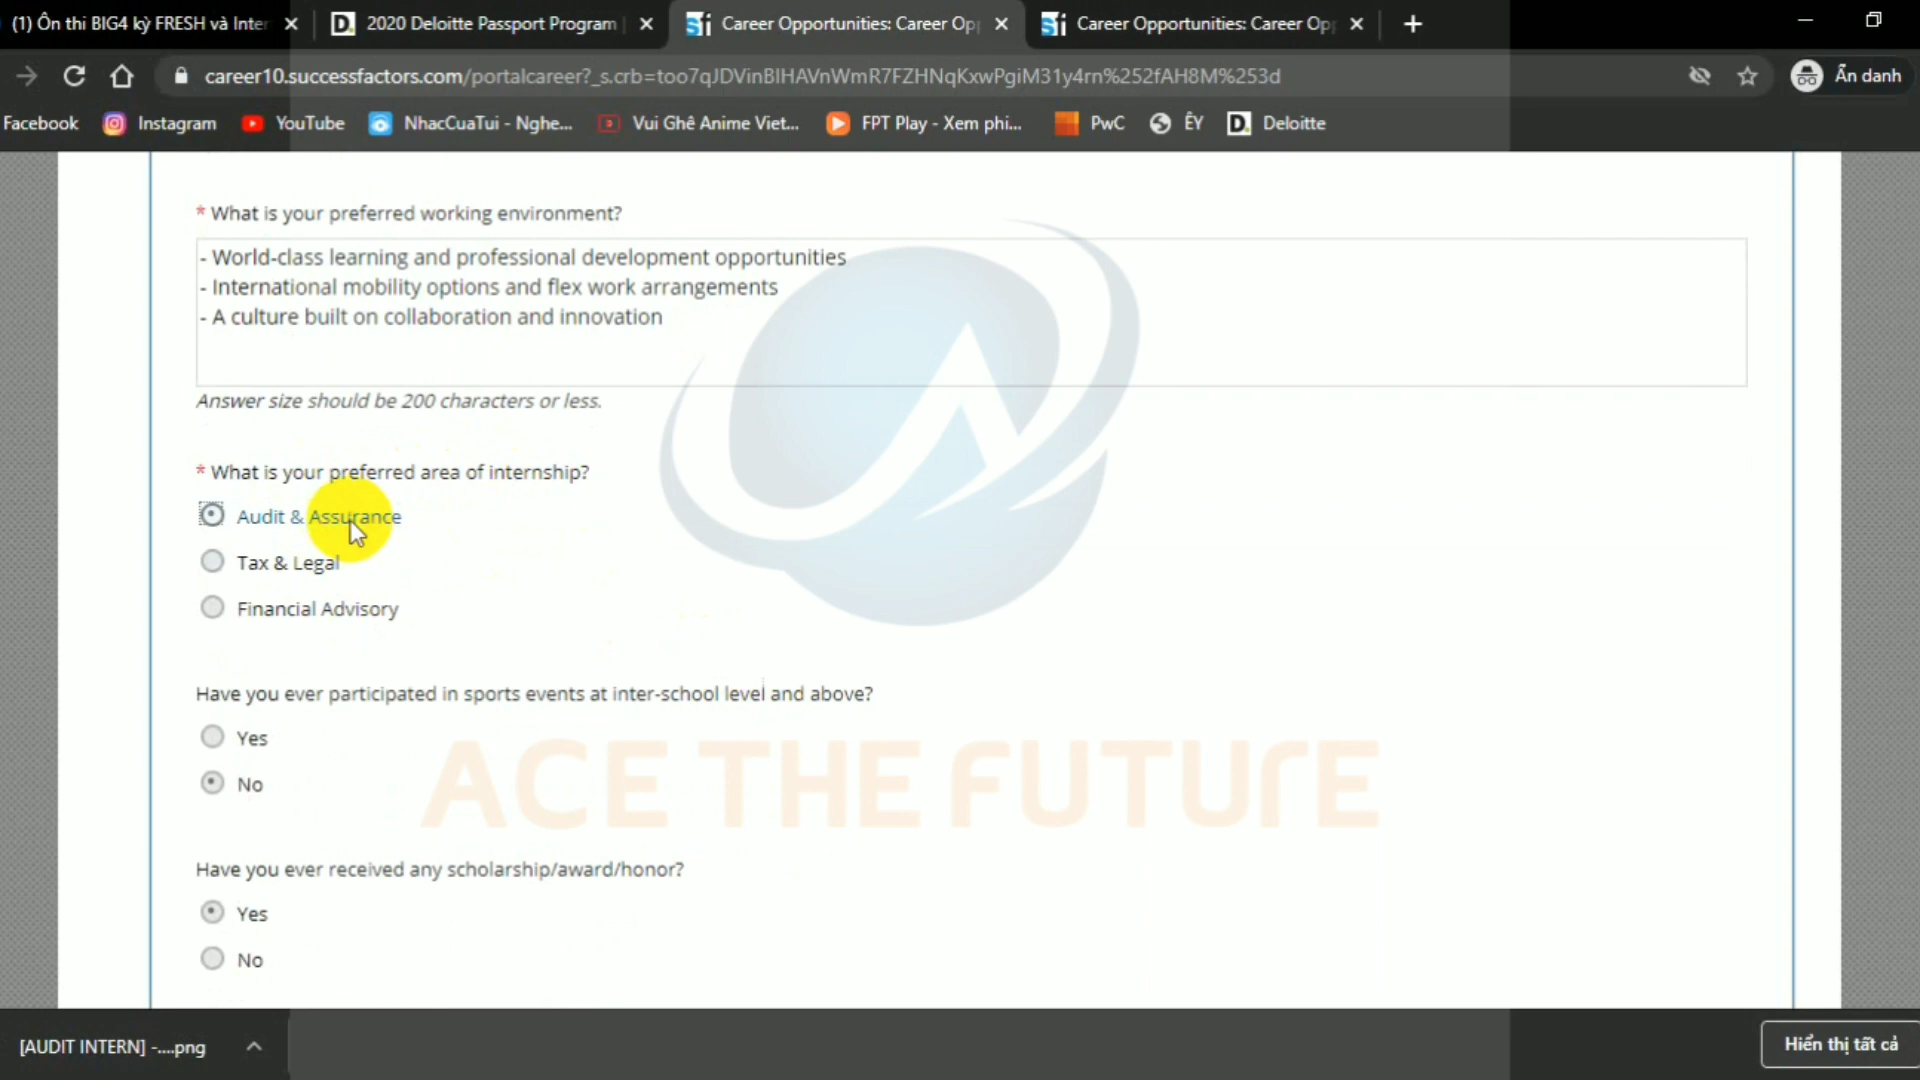 (1) Ôn thi BIG4 kỳ FRESH và Inter
2020 Deloitte Passport Program
Career Opportunities: Career Op
Career Opportunities: Career Op
career10.successfactors.com/portalcareer?_s.crb=too7qJDVinBIHAVnWmR7FZHNqKxwPgiM31y4rn%252fAH8M%253d
Ẩn danh
Facebook
Instagram
YouTube
NhacCuaTui - Nghe...
Vui Ghê Anime Viet...
FPT Play - Xem phi...
PwC
ÊY
Deloitte
* What is your preferred working environment?
- World-class learning and professional development opportunities
- International mobility options and flex work arrangements
- A culture built on collaboration and innovation
Answer size should be 200 characters or less.
* What is your preferred area of internship?
Audit & Assurance
Tax & Legal
Financial Advisory
Have you ever participated in sports events at inter-school level and above?
Yes
No
ACE THE FUTURE
Have you ever received any scholarship/award/honor?
Yes
No
[AUDIT INTERN] -....png
Hiển thị tất cả